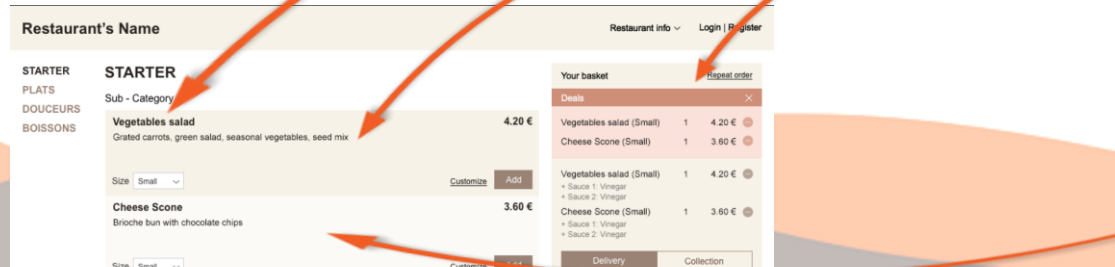 Restaurant's Name
Restaurant info
Login | Register
STARTER
PLATS
DOUCEURS
BOISSONS
STARTER
Sub - Category
Vegetables salad 4.20 €
Grated carrots, green salad, seasonal vegetables, seed mix
Size Small Customize Add
Cheese Scone 3.60 €
Brioche bun with chocolate chips
Size Small Customize Add
Your basket Repeat order
Deals
Vegetables salad (Small) 1 4.20 €
Cheese Scone (Small) 1 3.60 €
Vegetables salad (Small) 1 4.20 €
+ Sauce 1: Vinegar
+ Sauce 2: Vinegar
Cheese Scone (Small) 1 3.60 €
+ Sauce 1: Vinegar
+ Sauce 2: Vinegar
Delivery Collection